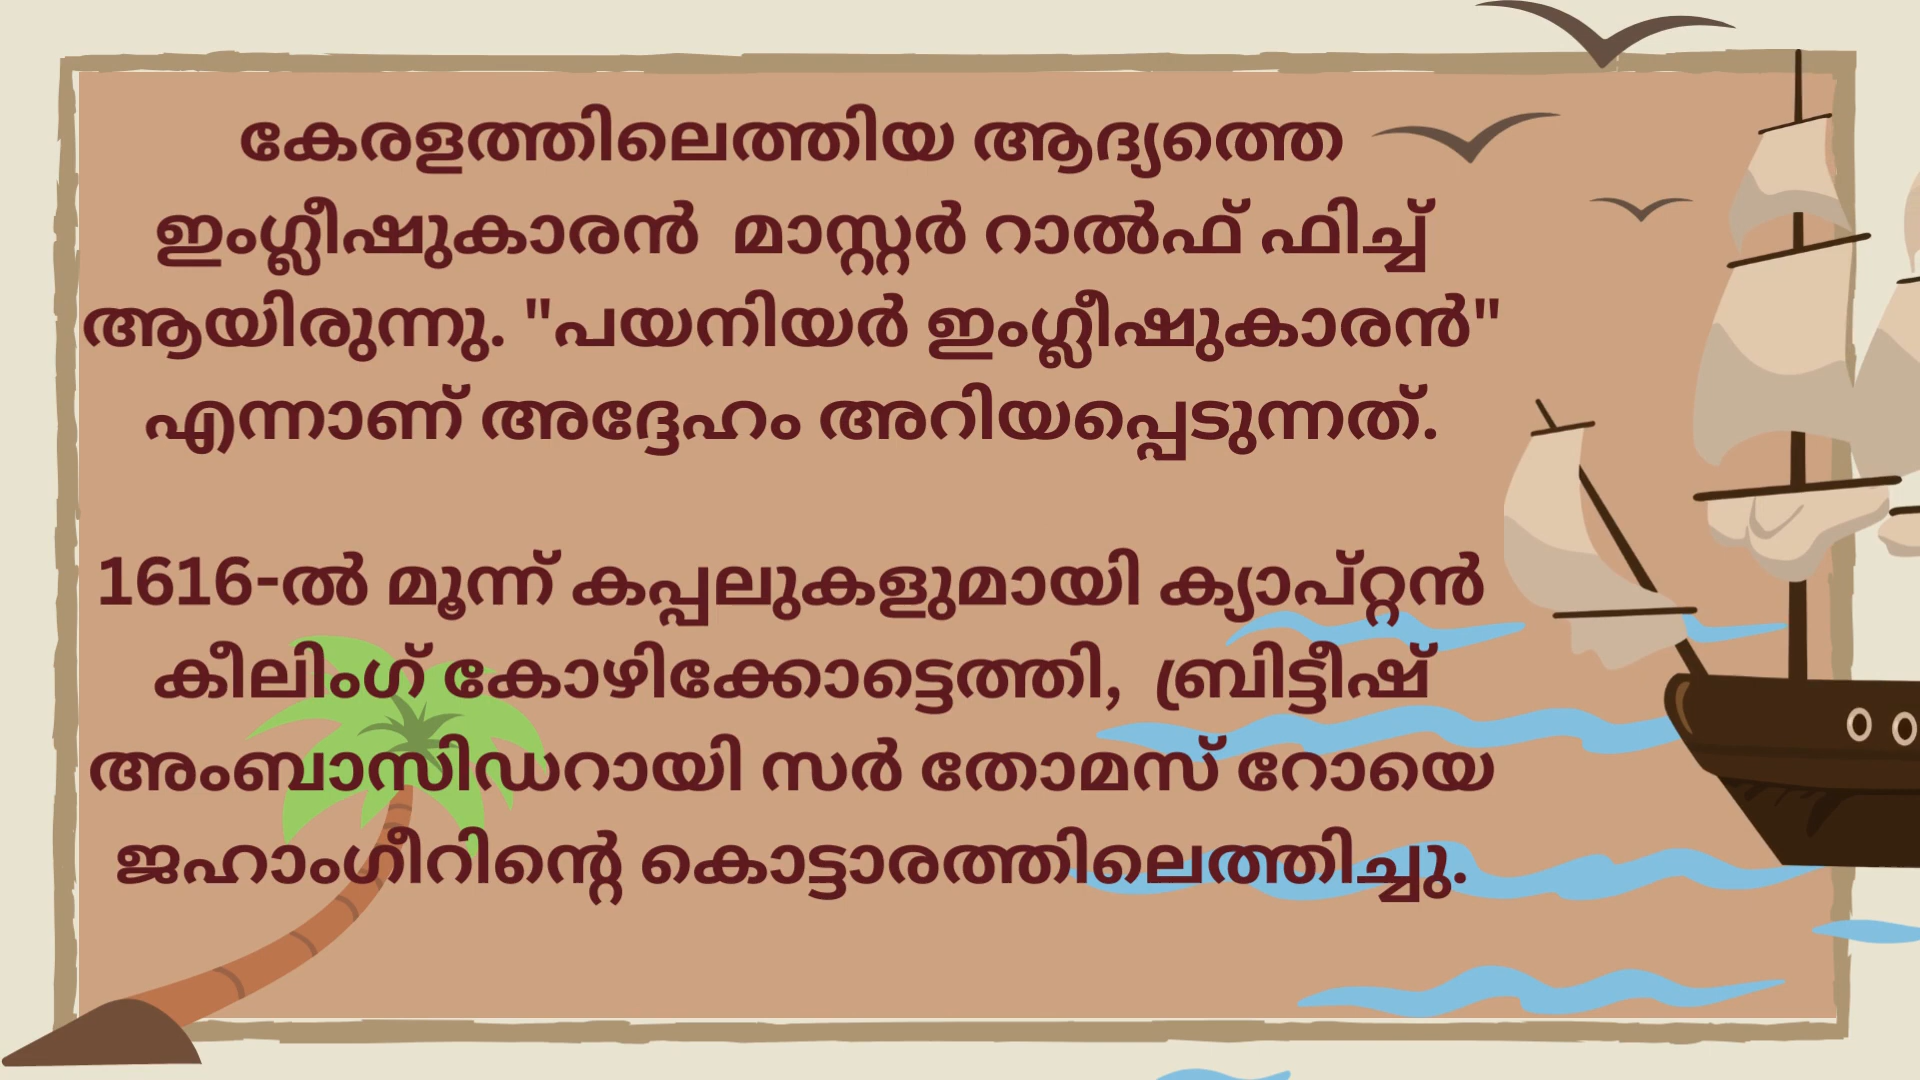 കേരളത്തിലെത്തിയ ആദ്യത്തെ
ഇംഗ്ലീഷുകാരൻ മാസ്റ്റർ റാൽഫ് ഫിച്ച്
ആയിരുന്നു. "പയനിയർ ഇംഗ്ലീഷുകാരൻ"
എന്നാണ് അദ്ദേഹം അറിയപ്പെടുന്നത്.
1616-ൽ മൂന്ന് കപ്പലുകളുമായി ക്യാപ്റ്റൻ
കീലിംഗ് കോഴിക്കോട്ടെത്തി, ബ്രിട്ടീഷ്
അംബാസിഡറായി സർ തോമസ് റോയെ
ജഹാംഗീറിന്റെ കൊട്ടാരത്തിലെത്തിച്ചു.